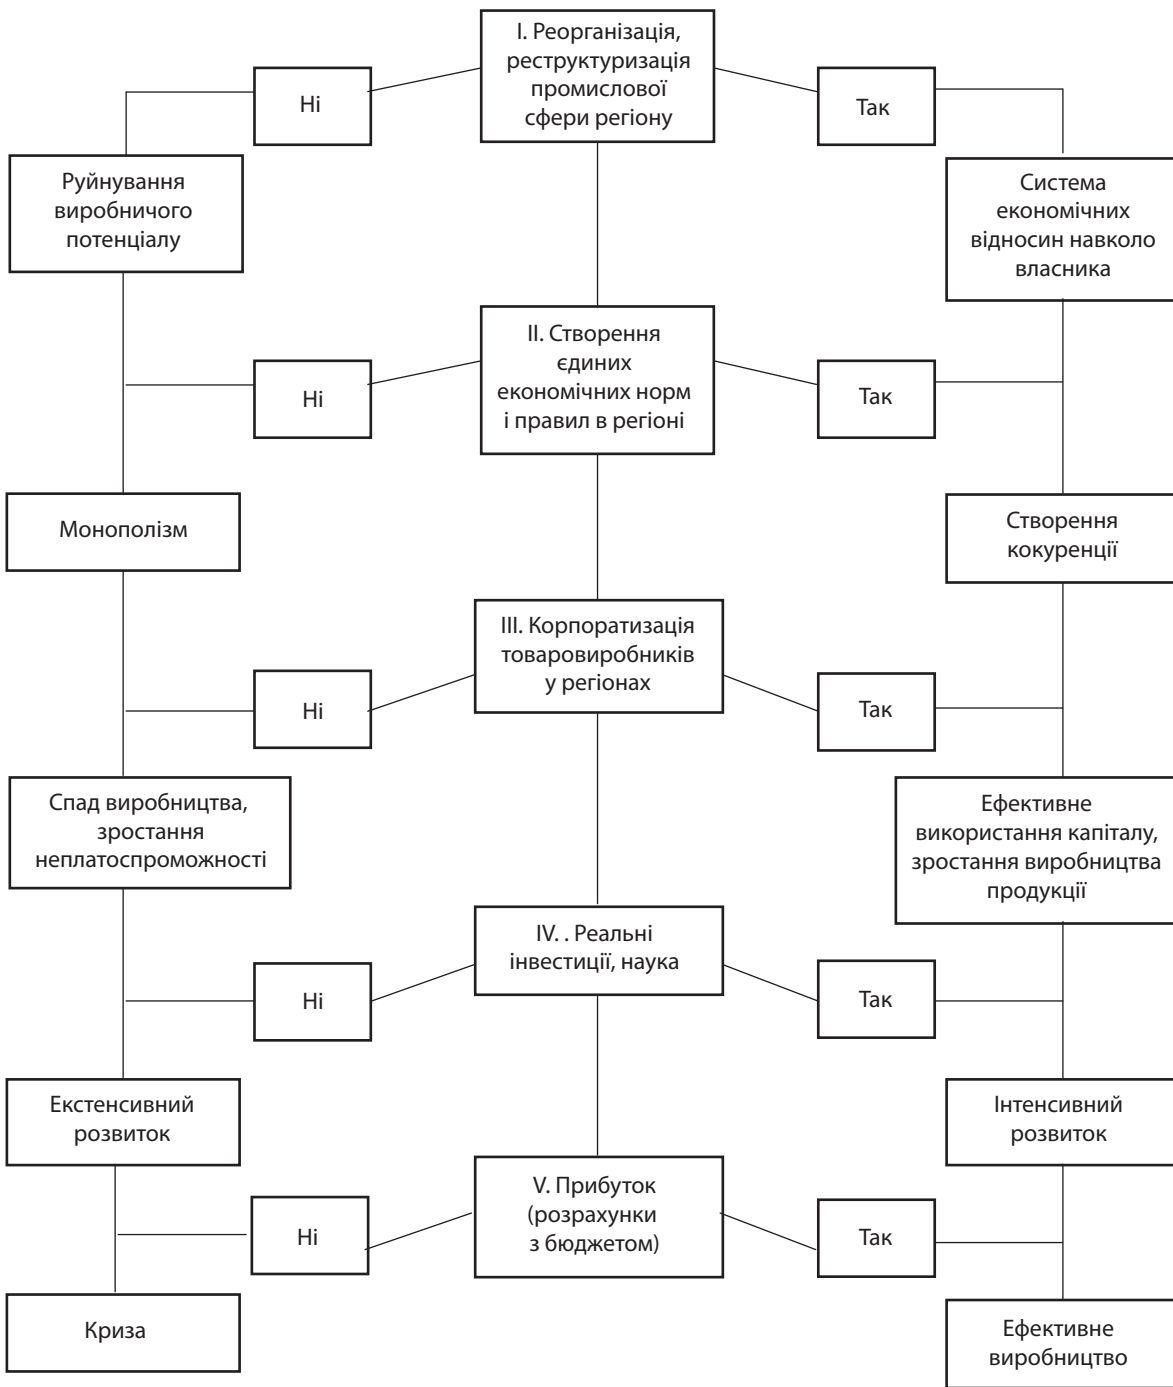 І. Реорганізація,
реструктуризація
промислової
сфери регіону
Ні
Так
Руйнування
виробничого
потенціалу
Система
економічних
відносин навколо
власника
ІІ. Створення
єдиних
економічних норм
і правил в регіоні
Ні
Так
Монополізм
Створення
кокуренції
ІІІ. Корпоратизація
товаровиробників
у регіонах
Ні
Так
Спад виробництва,
зростання
неплатоспроможності
Ефективне
використання капіталу,
зростання виробництва
продукції
IV. . Реальні
інвестиції, наука
Ні
Так
Екстенсивний
розвиток
Інтенсивний
розвиток
V. Прибуток
(розрахунки
з бюджетом)
Ні
Так
Криза
Ефективне
виробництво